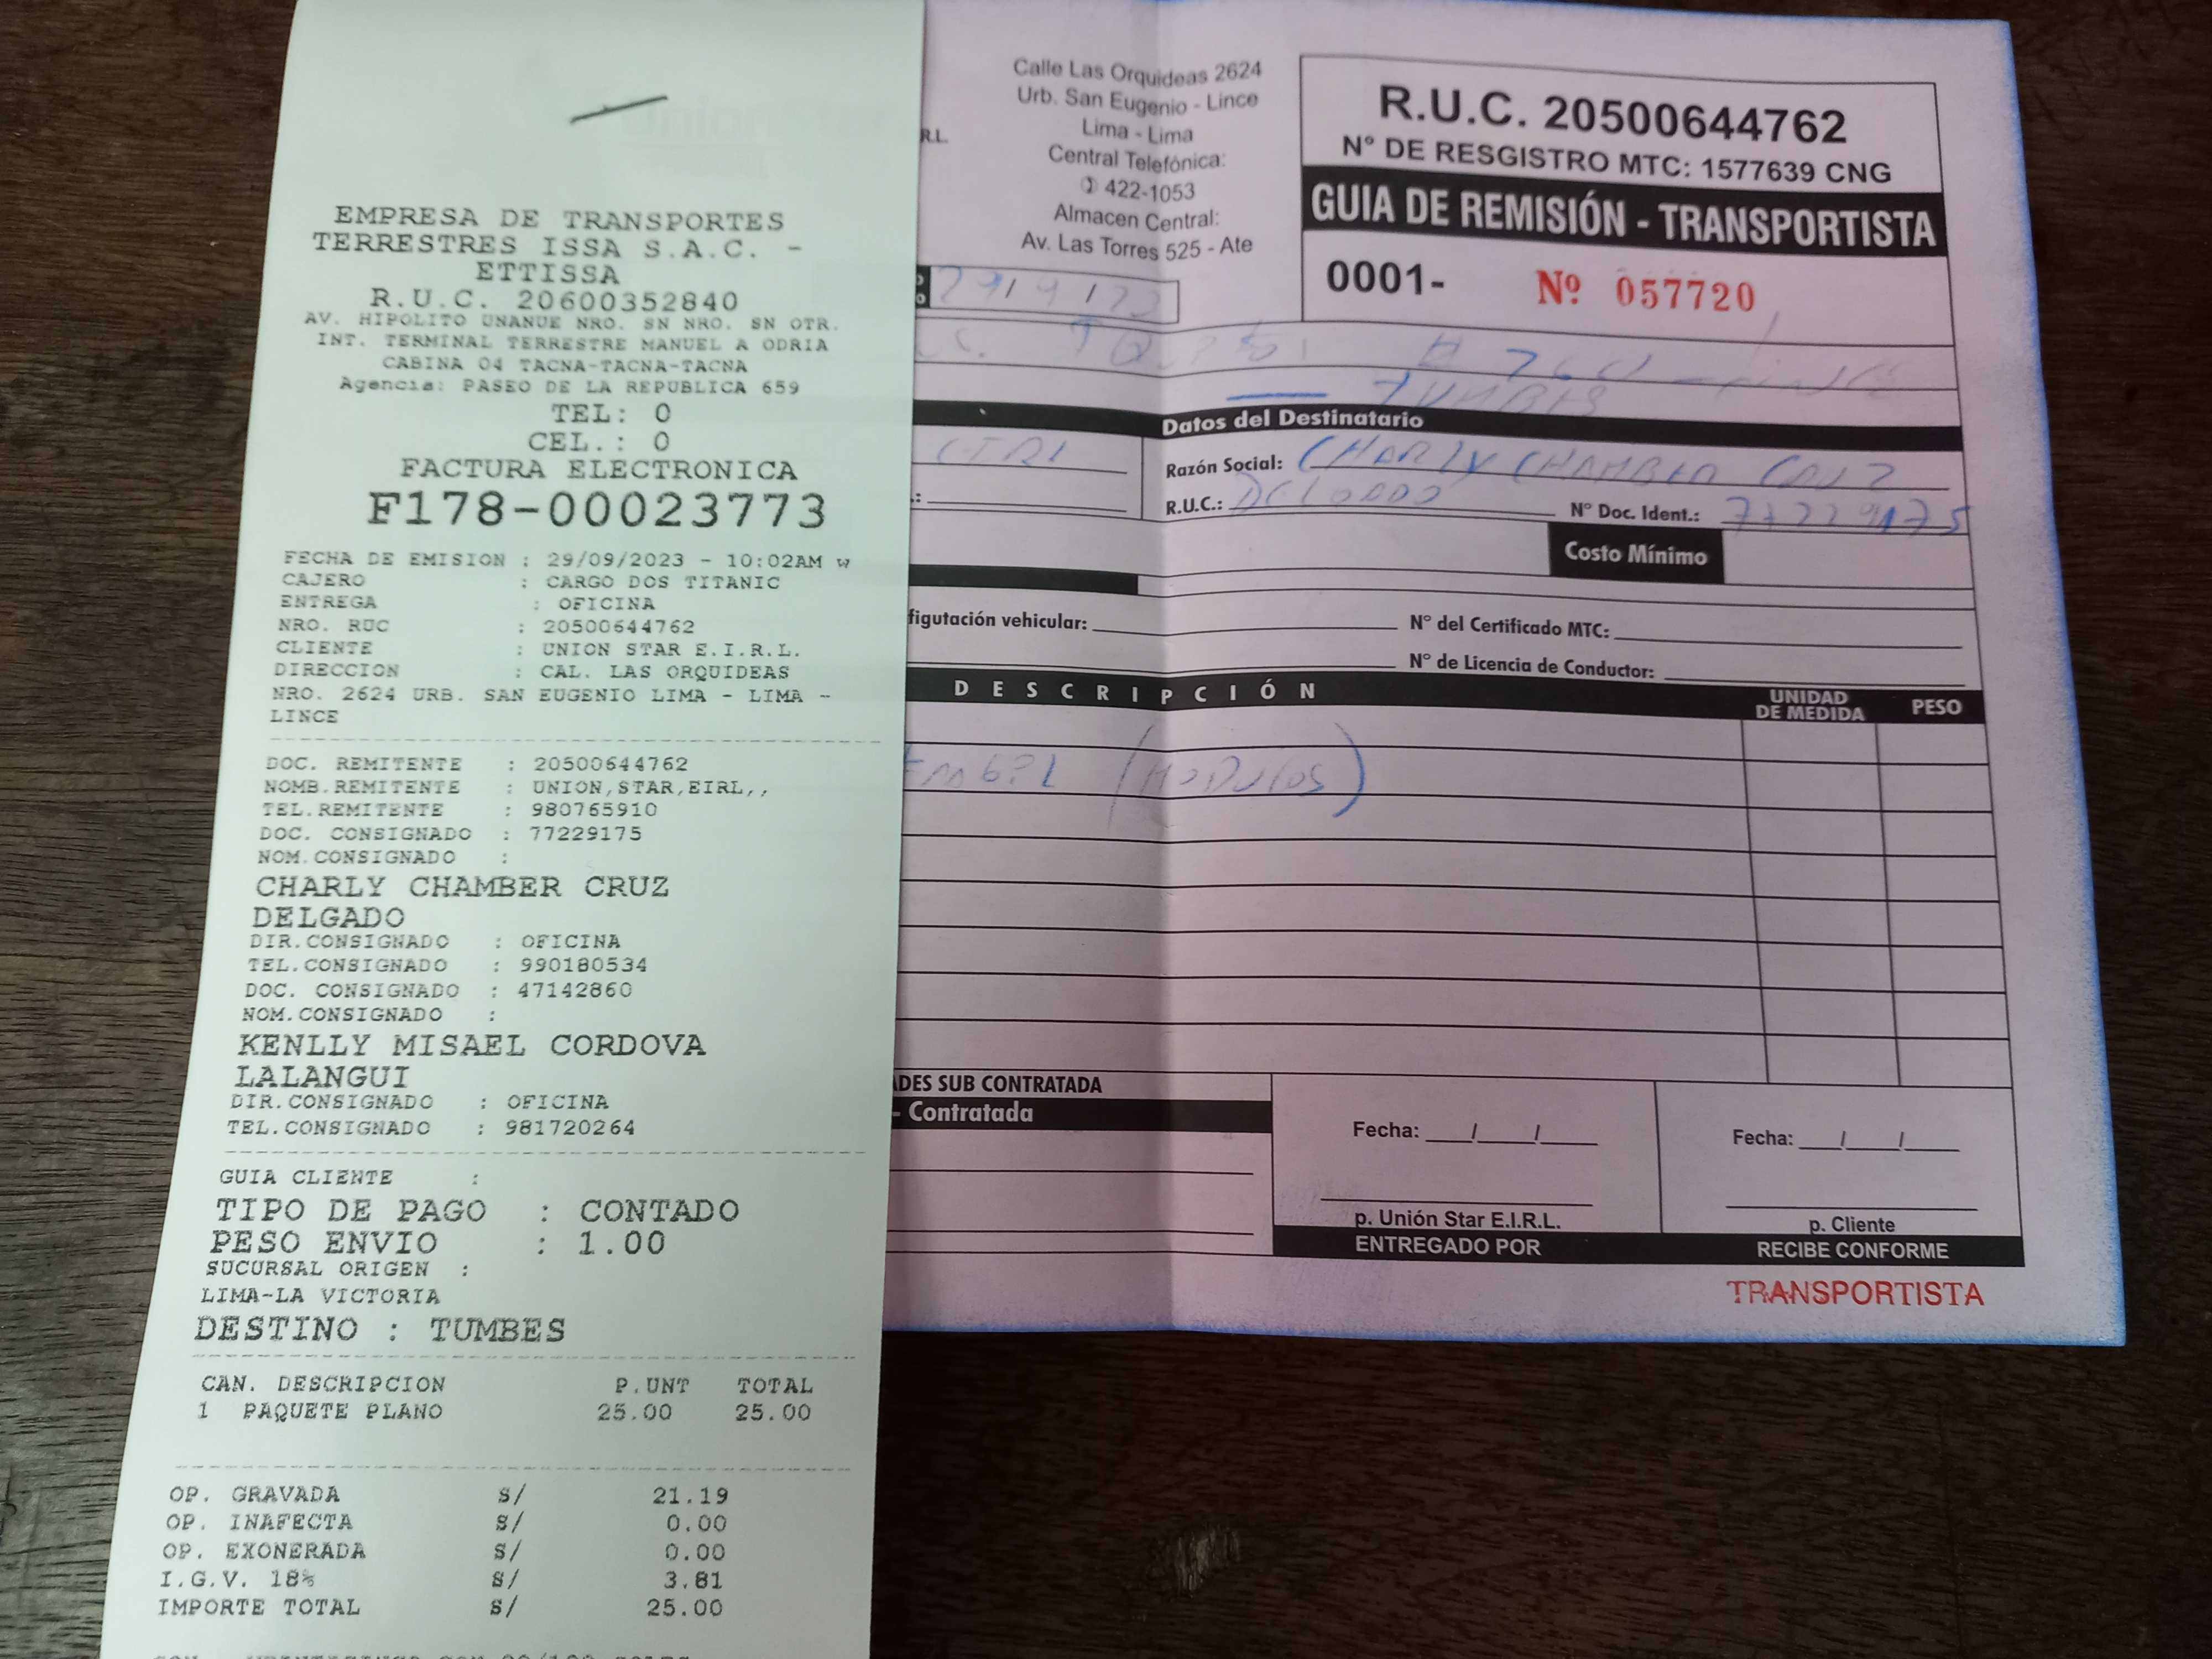 EMPRESA DE TRANSPORTES
TERRESTRES ISSA S.A.C. -
ETTISSA
R.U.C. 20600352840
AV. HIPOLITO UNANUE NRO. SN NRO. SN OTR.
INT. TERMINAL TERRESTRE MANUEL A ODRIA
CABINA 04 TACNA-TACNA-TACNA
Agencia: PASEO DE LA REPUBLICA 659
TEL: 0
CEL.: 0
FACTURA ELECTRONICA
F178-00023773
FECHA DE EMISION : 29/09/2023 - 10:02AM w
CAJERO : CARGO DOS TITANIC
ENTREGA : OFICINA
NRO. RUC : 20500644762
CLIENTE : UNION STAR E.I.R.L.
DIRECCION : CAL. LAS ORQUIDEAS
NRO. 2624 URB. SAN EUGENIO LIMA - LIMA -
LINCE
DOC. REMITENTE : 20500644762
NOMB.REMITENTE : UNION,STAR,EIRL,,
TEL.REMITENTE : 980765910
DOC. CONSIGNADO : 77229175
NOM.CONSIGNADO :
CHARLY CHAMBER CRUZ
DELGADO
DIR.CONSIGNADO : OFICINA
TEL.CONSIGNADO : 990180534
DOC. CONSIGNADO : 47142860
NOM.CONSIGNADO :
KENLLY MISAEL CORDOVA
LALANGUI
DIR.CONSIGNADO : OFICINA
TEL.CONSIGNADO : 981720264
GUIA CLIENTE :
TIPO DE PAGO : CONTADO
PESO ENVIO : 1.00
SUCURSAL ORIGEN :
LIMA-LA VICTORIA
DESTINO : TUMBES
CAN. DESCRIPCION P.UNT TOTAL
1 PAQUETE PLANO 25.00 25.00
OP. GRAVADA S/ 21.19
OP. INAFECTA S/ 0.00
OP. EXONERADA S/ 0.00
I.G.V. 18% S/ 3.81
IMPORTE TOTAL S/ 25.00
R.L.
Calle Las Orquideas 2624
Urb. San Eugenio - Lince
Lima - Lima
Central Telefónica:
422-1053
Almacen Central:
Av. Las Torres 525 - Ate
R.U.C. 20500644762
N° DE RESGISTRO MTC: 1577639 CNG
GUIA DE REMISIÓN - TRANSPORTISTA
0001- Nº 057720
TUMBES
Datos del Destinatario
Razón Social: CHARLY CHAMBER CRUZ
R.U.C.: DELGADO N° Doc. Ident.: 77229175
Costo Mínimo
figutación vehicular: N° del Certificado MTC:
N° de Licencia de Conductor:
DESCRIPCIÓN UNIDAD DE MEDIDA PESO
(MODULOS)
ADES SUB CONTRATADA
- Contratada
Fecha: / / Fecha: / /
p. Unión Star E.I.R.L. p. Cliente
ENTREGADO POR RECIBE CONFORME
TRANSPORTISTA